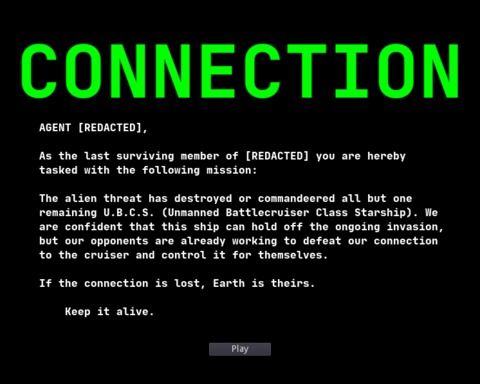 CONNECTION
AGENT [REDACTED],
As the last surviving member of [REDACTED] you are hereby
tasked with the following mission:
The alien threat has destroyed or commandeered all but one
remaining U.B.C.S. (Unmanned Battlecruiser Class Starship). We
are confident that this ship can hold off the ongoing invasion,
but our opponents are already working to defeat our connection
to the cruiser and control it for themselves.
If the connection is lost, Earth is theirs.
Keep it alive.
Play